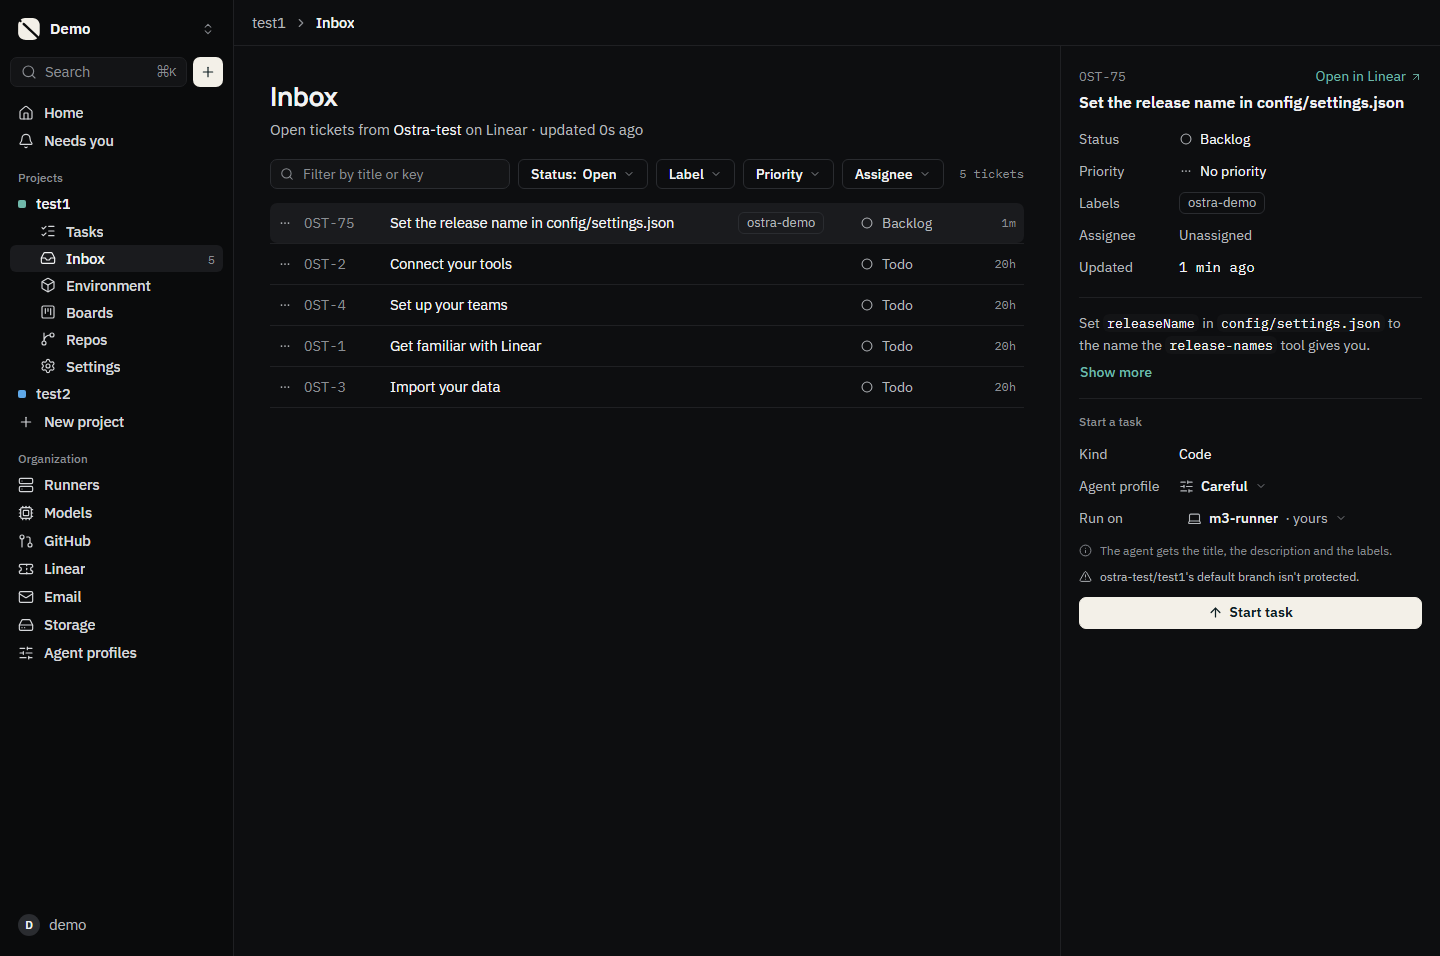 Demo
Search ⌘K
Home
Needs you
Projects
test1
Tasks
Inbox 5
Environment
Boards
Repos
Settings
test2
New project
Organization
Runners
Models
GitHub
Linear
Email
Storage
Agent profiles
D demo
test1 > Inbox
Inbox
Open tickets from Ostra-test on Linear · updated 0s ago
Filter by title or key Status: Open Label Priority Assignee 5 tickets
OST-75 Set the release name in config/settings.json ostra-demo Backlog 1m
OST-2 Connect your tools Todo 20h
OST-4 Set up your teams Todo 20h
OST-1 Get familiar with Linear Todo 20h
OST-3 Import your data Todo 20h
OST-75 Open in Linear ↗
Set the release name in config/settings.json
Status Backlog
Priority No priority
Labels ostra-demo
Assignee Unassigned
Updated 1 min ago
Set releaseName in config/settings.json to
the name the release-names tool gives you.
Show more
Start a task
Kind Code
Agent profile Careful
Run on m3-runner · yours
The agent gets the title, the description and the labels.
ostra-test/test1's default branch isn't protected.
Start task